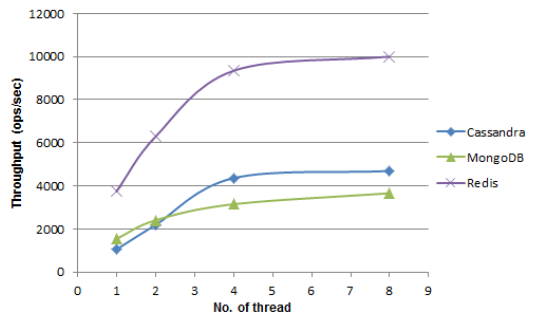 12000
10000
8000
6000
4000
2000
0
Throughput (ops/sec)
0 1 2 3 4 5 6 7 8 9
No. of thread
Cassandra
MongoDB
Redis